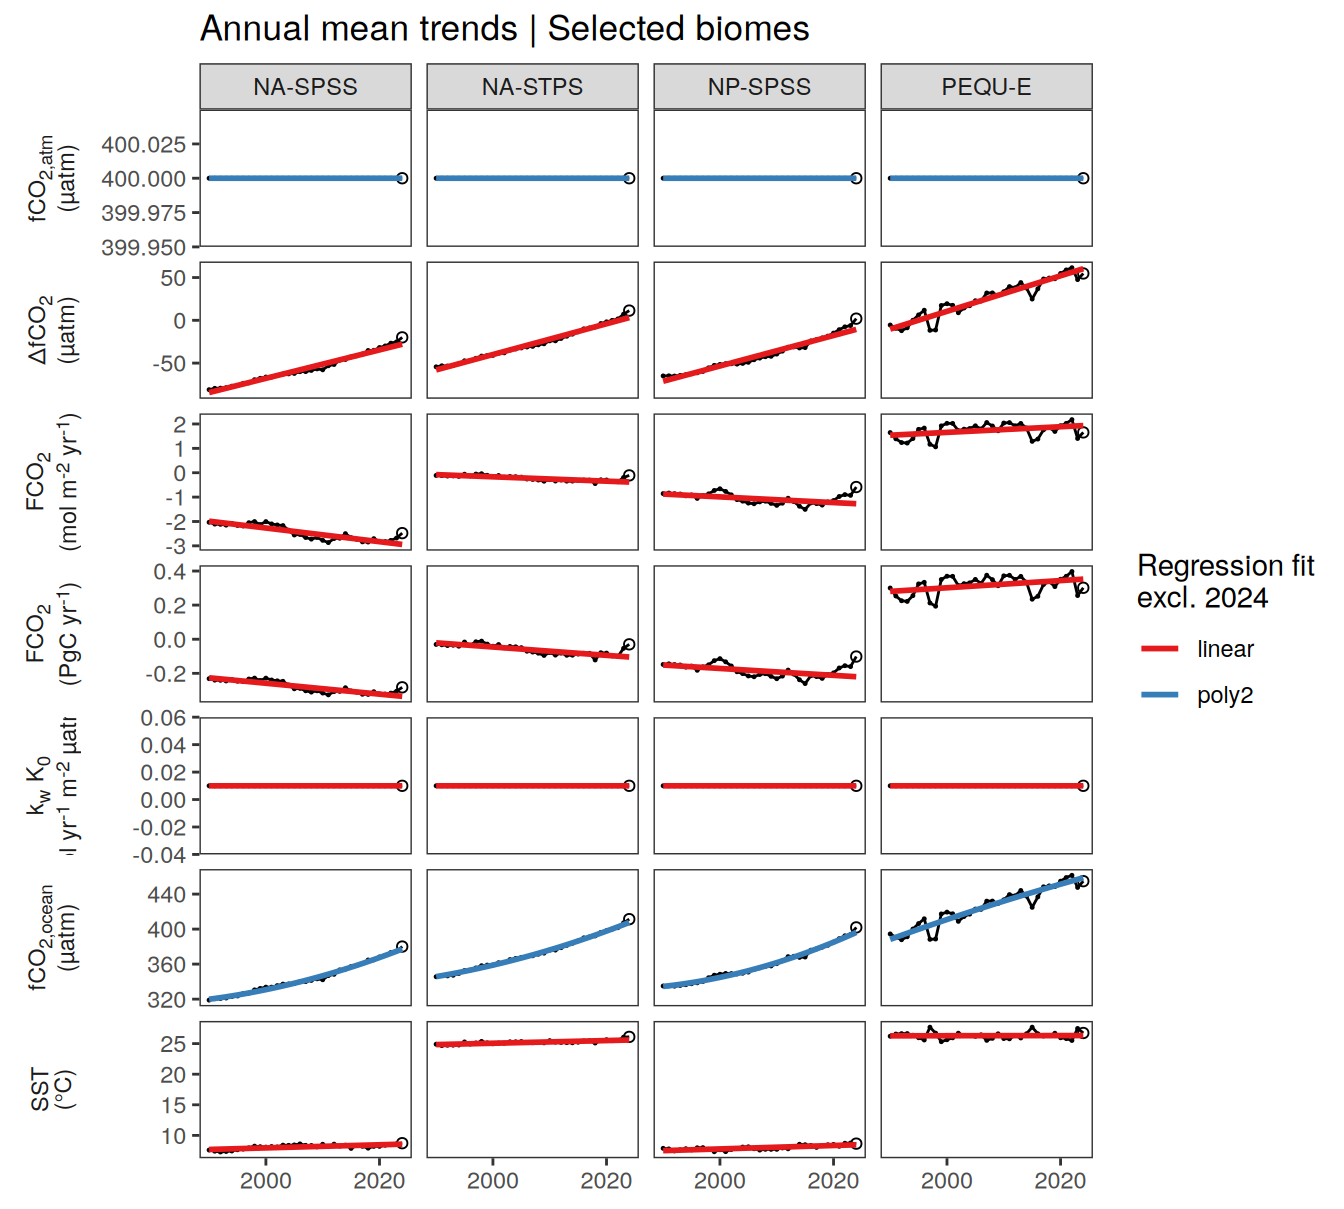 Annual mean trends | Selected biomes
NA-SPSS NA-STPS NP-SPSS PEQU-E
fCO2,atm
(µatm)
400.025
400.000
399.975
399.950
ΔfCO2
(µatm)
50
0
-50
FCO2
(mol m-2 yr-1)
2
1
0
-1
-2
-3
FCO2
(PgC yr-1)
0.4
0.2
0.0
-0.2
kw K0
l yr-1 m-2 µatm
0.06
0.04
0.02
0.00
-0.02
-0.04
fCO2,ocean
(µatm)
440
400
360
320
SST
(°C)
25
20
15
10
2000 2020 2000 2020 2000 2020 2000 2020
Regression fit
excl. 2024
linear
poly2